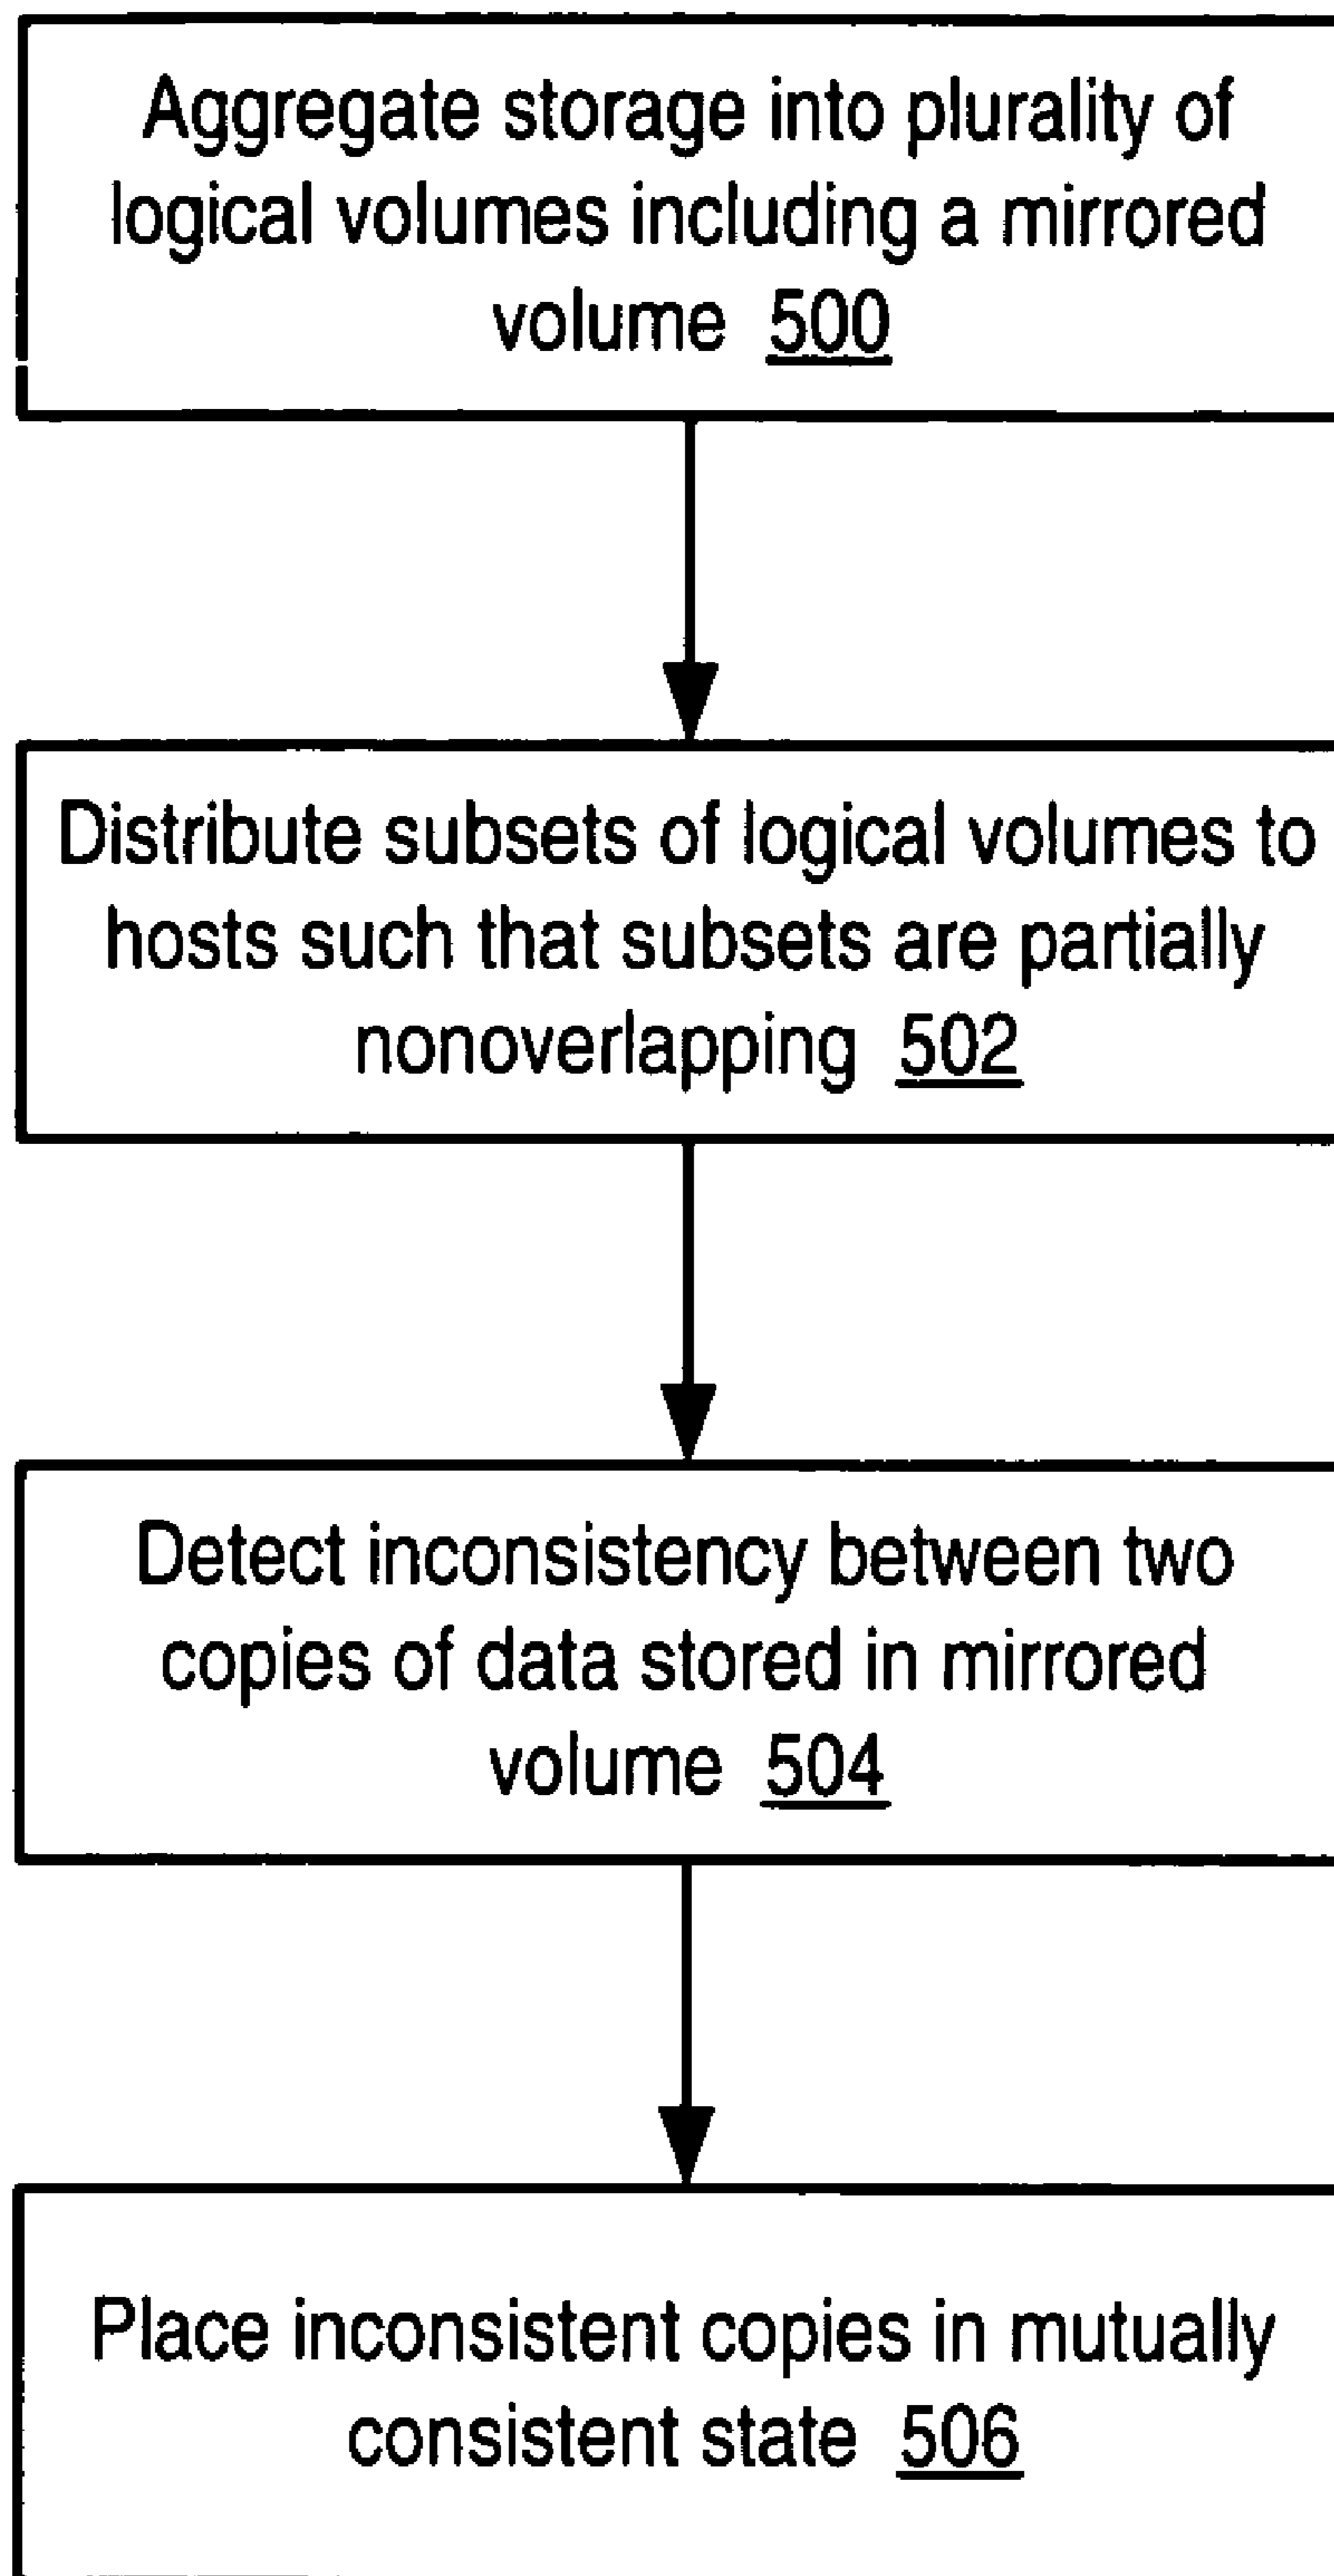 Aggregate storage into plurality of
logical volumes including a mirrored
volume 500
Distribute subsets of logical volumes to
hosts such that subsets are partially
nonoverlapping 502
Detect inconsistency between two
copies of data stored in mirrored
volume 504
Place inconsistent copies in mutually
consistent state 506